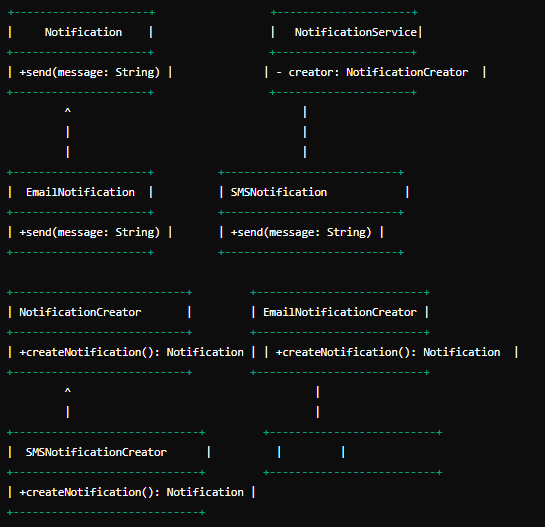 +----------------------+                    +-----------------------+
|     Notification    |                   |   NotificationService|
+----------------------+                    +-----------------------+
| +send(message: String) |               | - creator: NotificationCreator  |
+----------------------+                    +-----------------------+
         ^                                      |
         |                                      |
         |                                      |
+----------------------+            +-----------------------------+
|  EmailNotification  |           | SMSNotification             |
+----------------------+            +-----------------------------+
| +send(message: String) |       | +send(message: String) |
+----------------------+            +-----------------------------+
+----------------------------+          +----------------------------+
| NotificationCreator       |         | EmailNotificationCreator |
+----------------------------+          +----------------------------+
| +createNotification(): Notification | | +createNotification(): Notification  |
+----------------------------+          +----------------------------+
         ^                                        |
         |                                        |
+------------------------------+          +---------------------------+
|  SMSNotificationCreator      |          |         |
+------------------------------+          +---------------------------+
| +createNotification(): Notification |
+------------------------------+